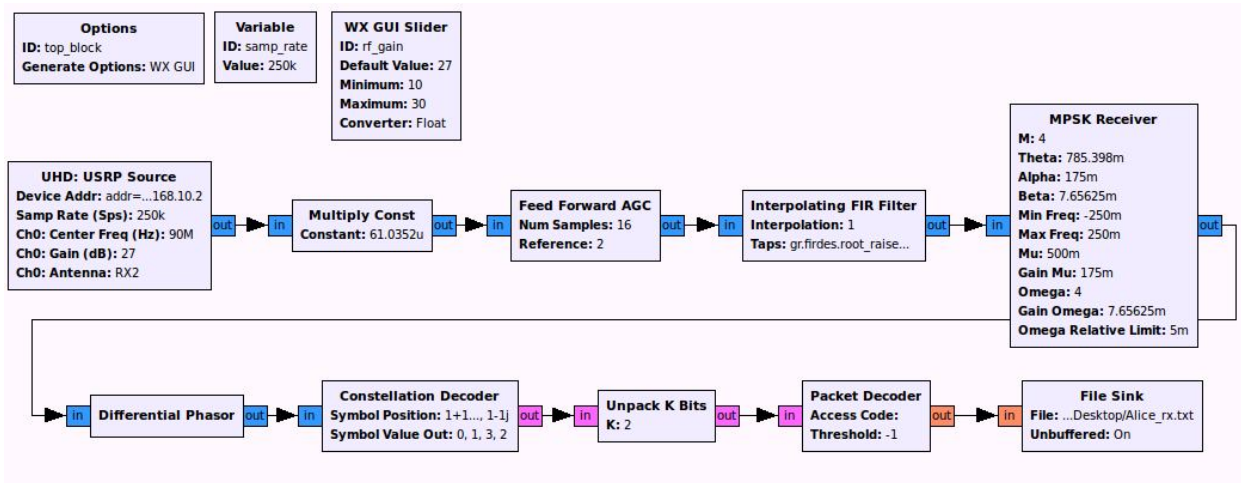 Options
ID: top_block
Generate Options: WX GUI
Variable
ID: samp_rate
Value: 250k
WX GUI Slider
ID: rf_gain
Default Value: 27
Minimum: 10
Maximum: 30
Converter: Float
UHD: USRP Source
Device Addr: addr=...168.10.2
Samp Rate (Sps): 250k
Ch0: Center Freq (Hz): 90M
Ch0: Gain (dB): 27
Ch0: Antenna: RX2
out
in
Multiply Const
Constant: 61.0352u
out
in
Feed Forward AGC
Num Samples: 16
Reference: 2
out
in
Interpolating FIR Filter
Interpolation: 1
Taps: gr.firdes.root_raise...
out
in
MPSK Receiver
M: 4
Theta: 785.398m
Alpha: 175m
Beta: 7.65625m
Min Freq: -250m
Max Freq: 250m
Mu: 500m
Gain Mu: 175m
Omega: 4
Gain Omega: 7.65625m
Omega Relative Limit: 5m
out
in
Differential Phasor
out
in
Constellation Decoder
Symbol Position: 1+1..., 1-1j
Symbol Value Out: 0, 1, 3, 2
out
in
Unpack K Bits
K: 2
out
in
Packet Decoder
Access Code:
Threshold: -1
out
in
File Sink
File: ...Desktop/Alice_rx.txt
Unbuffered: On